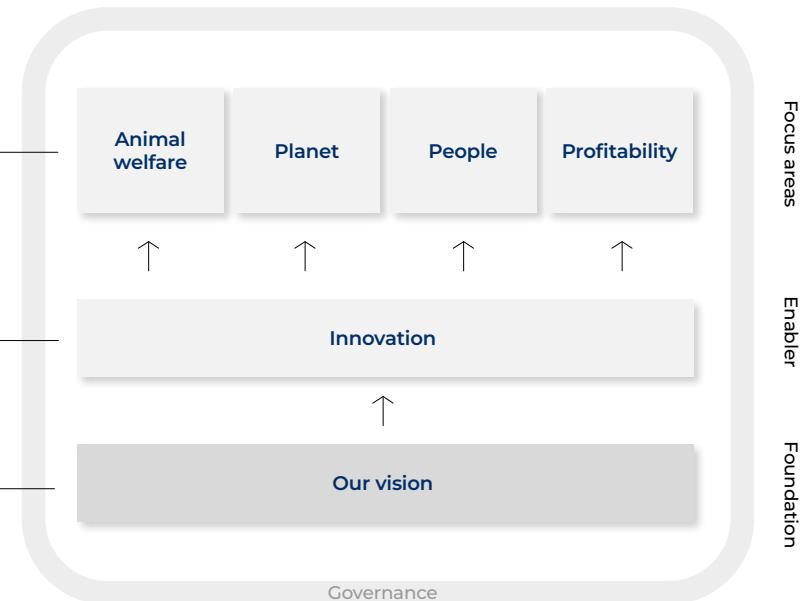 Animal
welfare
Planet
People
Profitability
Focus areas
Innovation
Enabler
Our vision
Foundation
Governance